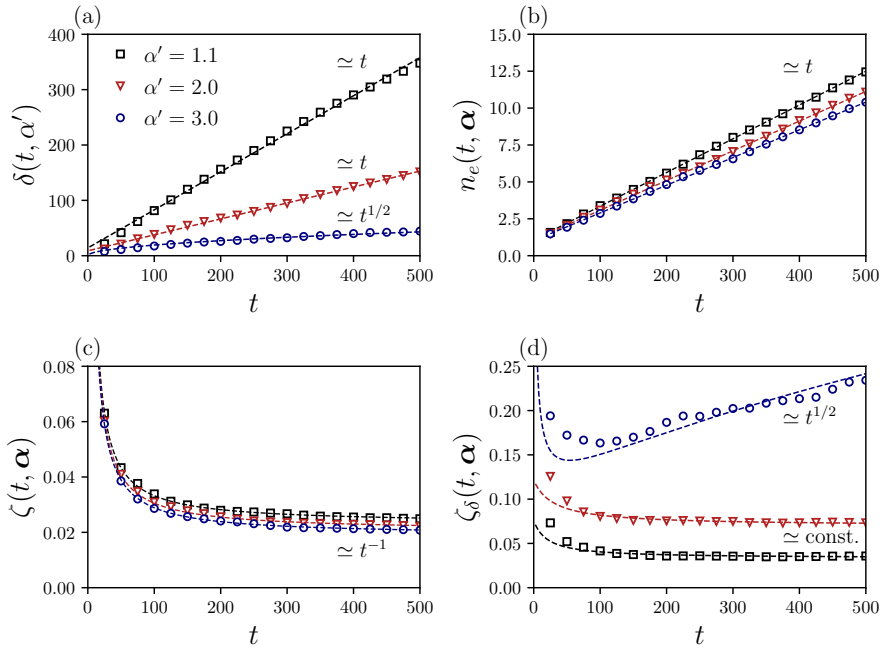 (a)
δ(t, α′)
400
300
200
100
0
0 100 200 300 400 500
t
α′ = 1.1
α′ = 2.0
α′ = 3.0
≃ t
≃ t
≃ t^{1/2}
(b)
n_e(t, α)
15.0
12.5
10.0
7.5
5.0
2.5
0.0
0 100 200 300 400 500
t
≃ t
(c)
ζ(t, α)
0.08
0.06
0.04
0.02
0.00
0 100 200 300 400 500
t
≃ t^{−1}
(d)
ζ_δ(t, α)
0.25
0.20
0.15
0.10
0.05
0.00
0 100 200 300 400 500
t
≃ t^{1/2}
≃ const.